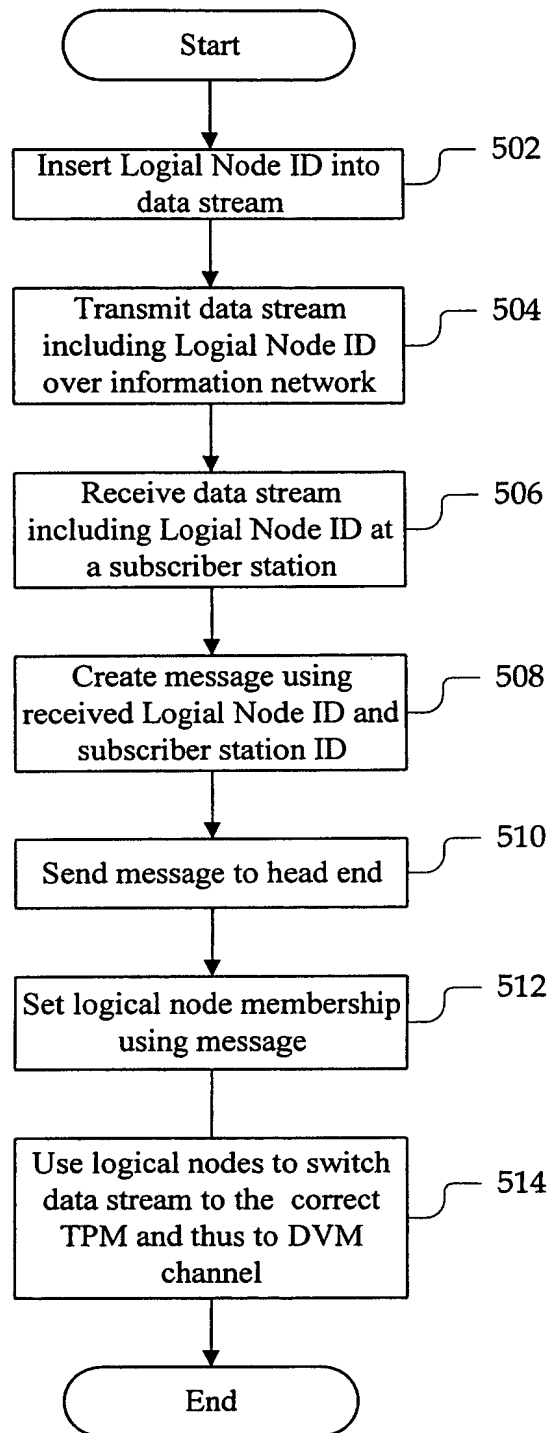 Start
502
Insert Logial Node ID into
data stream
504
Transmit data stream
including Logial Node ID
over information network
506
Receive data stream
including Logial Node ID at
a subscriber station
508
Create message using
received Logial Node ID and
subscriber station ID
510
Send message to head end
512
Set logical node membership
using message
514
Use logical nodes to switch
data stream to the correct
TPM and thus to DVM
channel
End